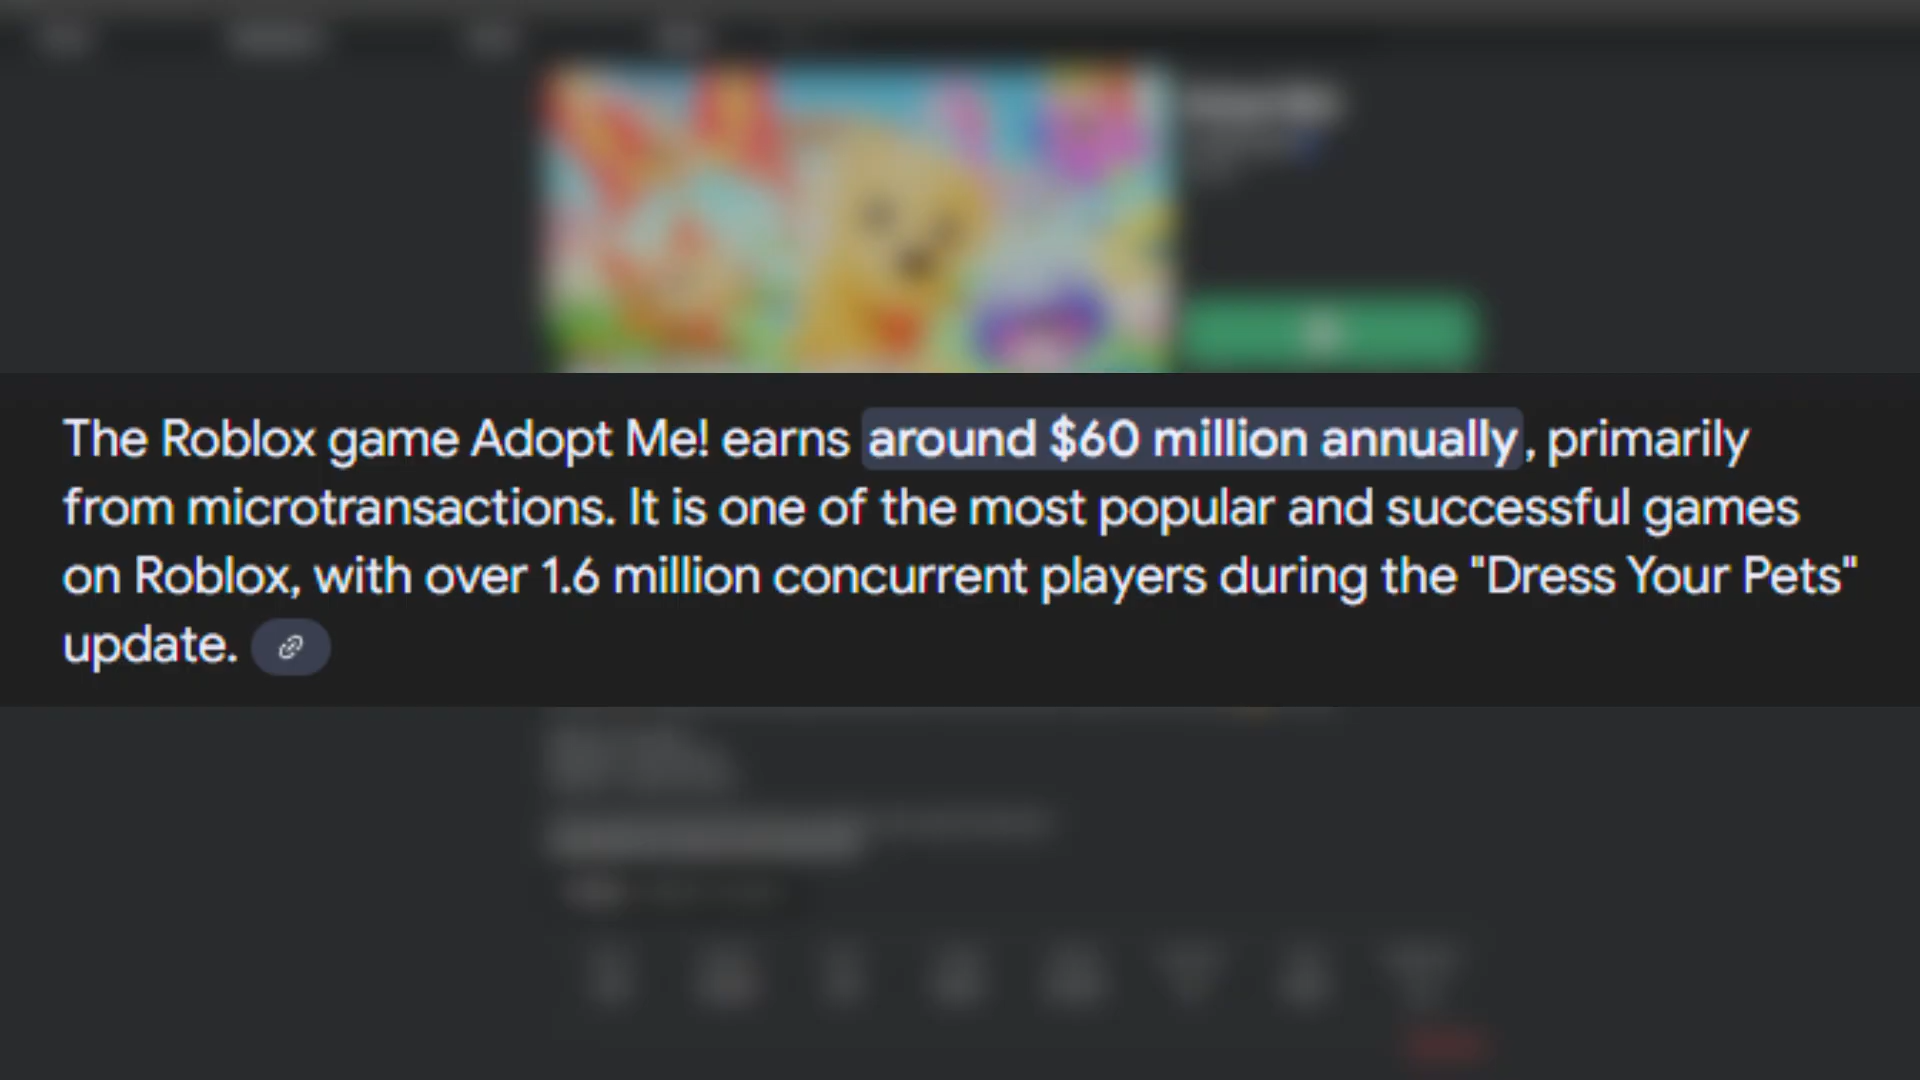 The Roblox game Adopt Me! earns around $60 million annually, primarily
from microtransactions. It is one of the most popular and successful games
on Roblox, with over 1.6 million concurrent players during the "Dress Your Pets"
update.